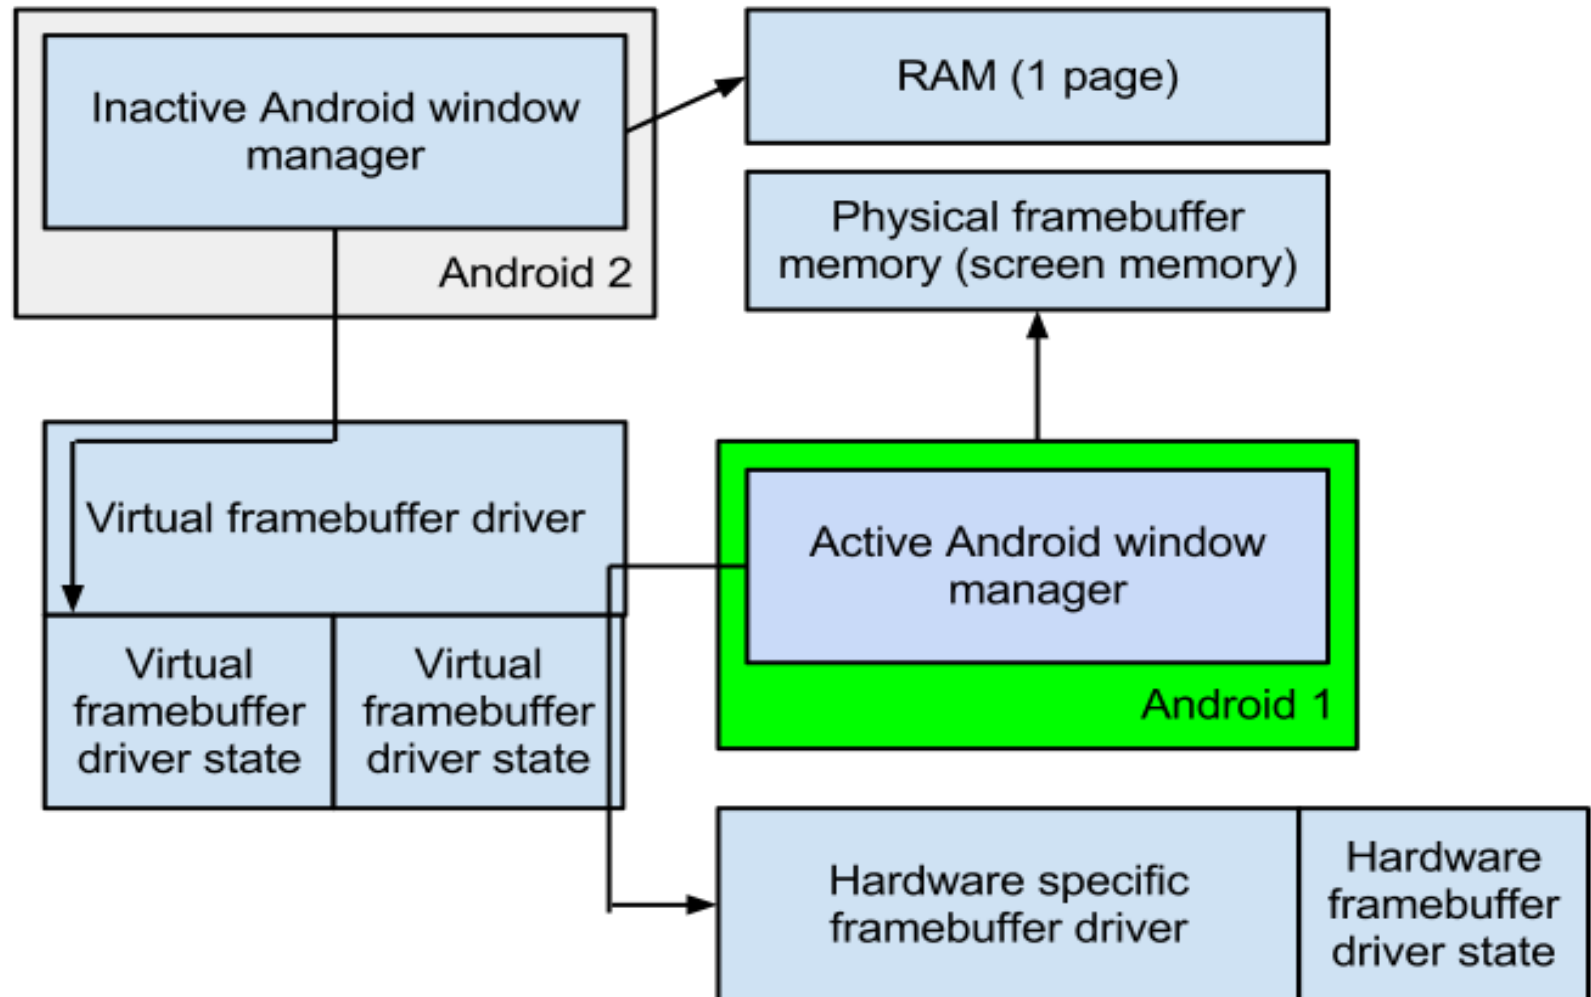 Inactive Android window
manager
Android 2
RAM (1 page)
Physical framebuffer
memory (screen memory)
Virtual framebuffer driver
Virtual
framebuffer
driver state
Virtual
framebuffer
driver state
Active Android window
manager
Android 1
Hardware specific
framebuffer driver
Hardware
framebuffer
driver state